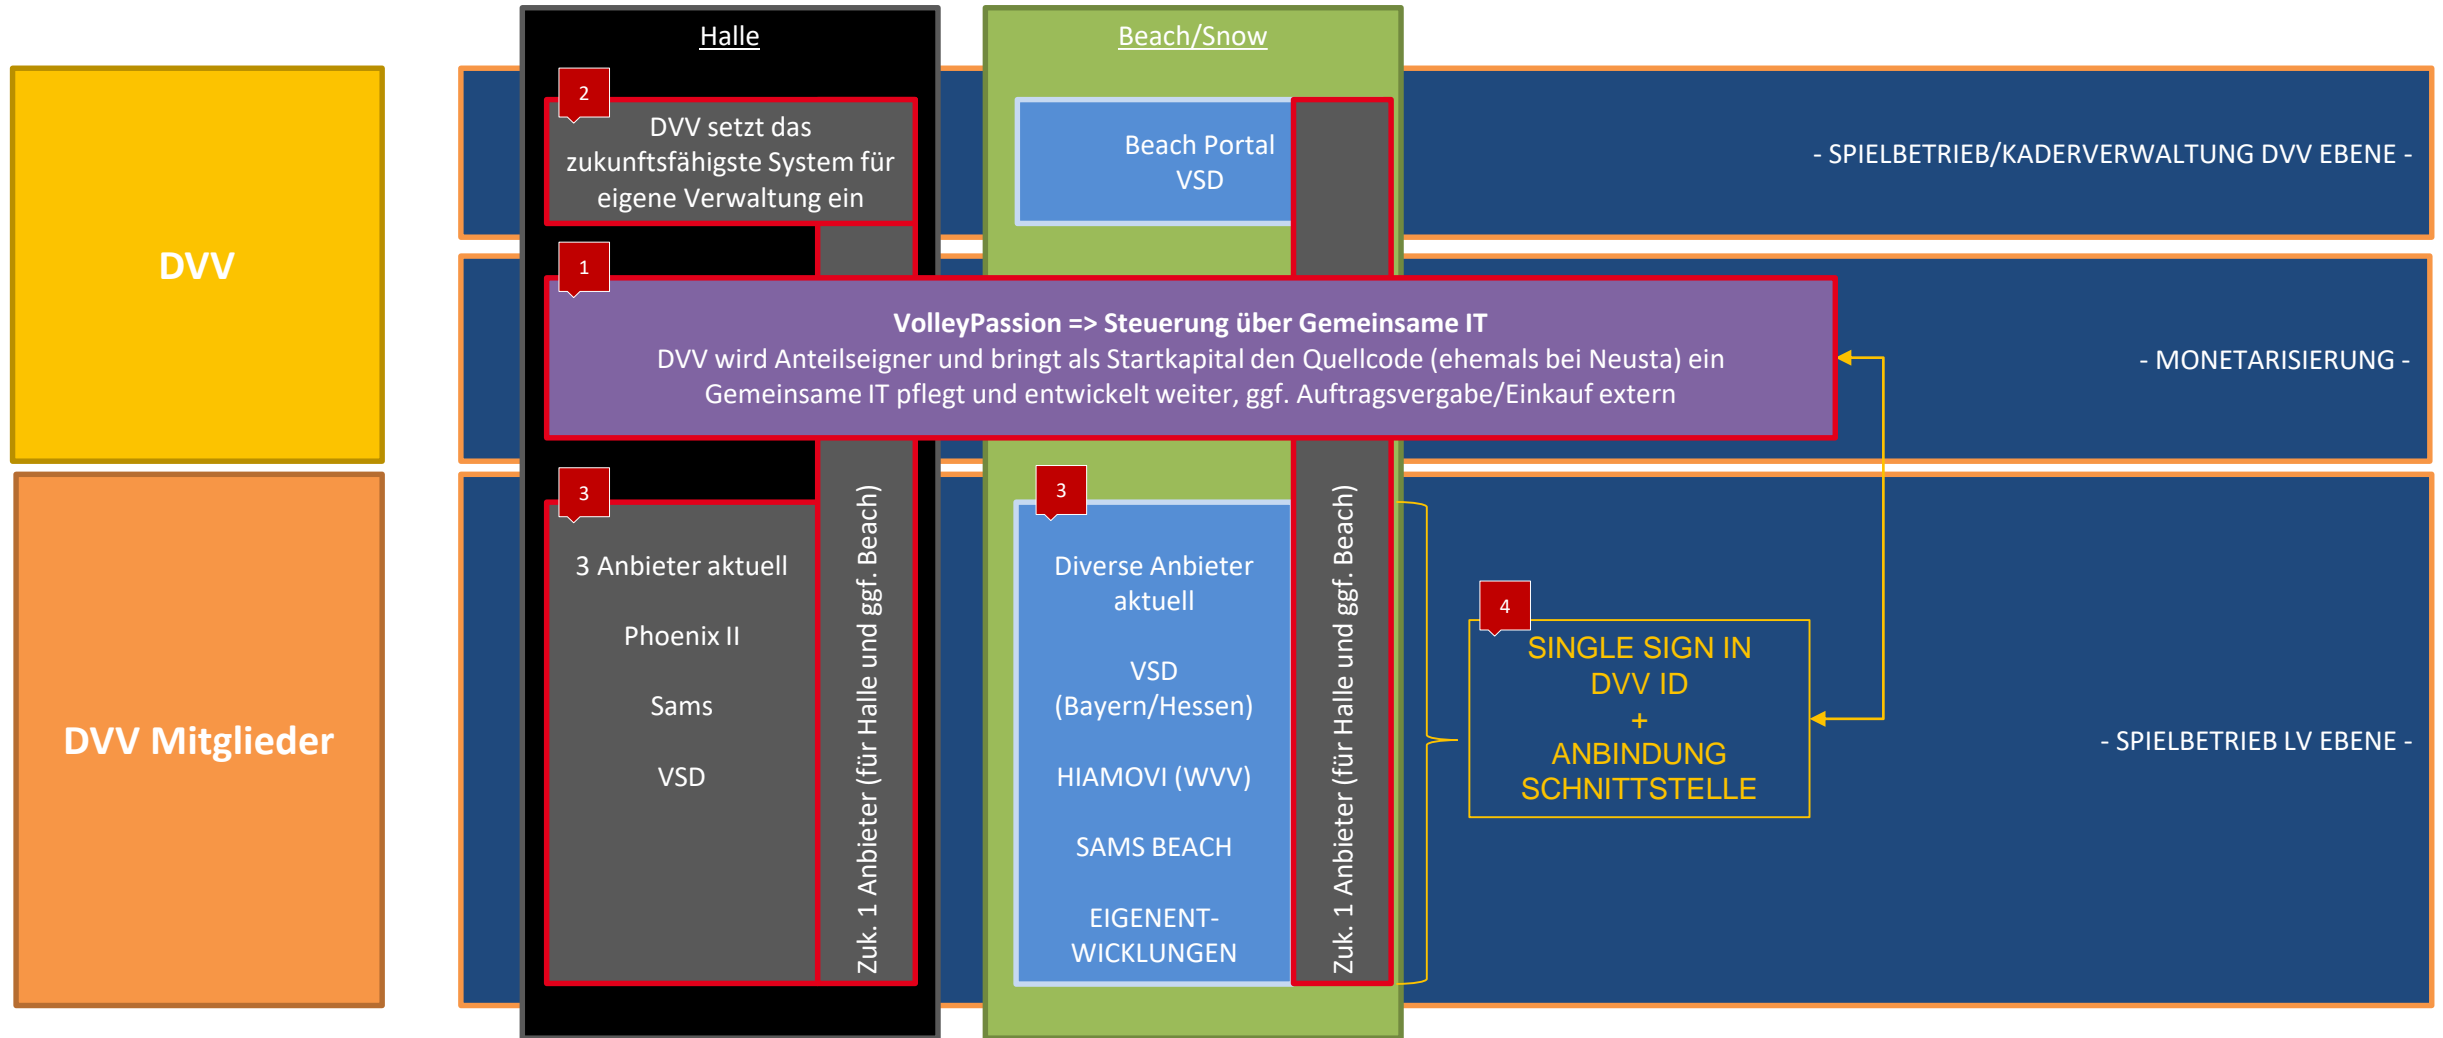 Halle
Beach/Snow
DVV
2
DVV setzt das
zukunftsfähigste System für
eigene Verwaltung ein
Beach Portal
VSD
- SPIELBETRIEB/KADERVERWALTUNG DVV EBENE -
1
VolleyPassion => Steuerung über Gemeinsame IT
DVV wird Anteilseigner und bringt als Startkapital den Quellcode (ehemals bei Neusta) ein
Gemeinsame IT pflegt und entwickelt weiter, ggf. Auftragsvergabe/Einkauf extern
- MONETARISIERUNG -
DVV Mitglieder
3
3 Anbieter aktuell
Phoenix II
Sams
VSD
Zuk. 1 Anbieter (für Halle und ggf. Beach)
3
Diverse Anbieter
aktuell
VSD
(Bayern/Hessen)
HIAMOVI (WVV)
SAMS BEACH
EIGENENT-
WICKLUNGEN
Zuk. 1 Anbieter (für Halle und ggf. Beach)
4
SINGLE SIGN IN
DVV ID
+
ANBINDUNG
SCHNITTSTELLE
- SPIELBETRIEB LV EBENE -